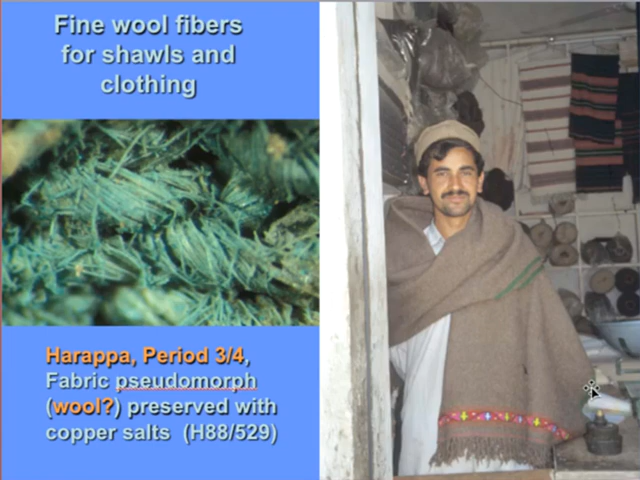 Fine wool fibers
for shawls and
clothing
Harappa, Period 3/4,
Fabric pseudomorph
(wool?) preserved with
copper salts (H88/529)